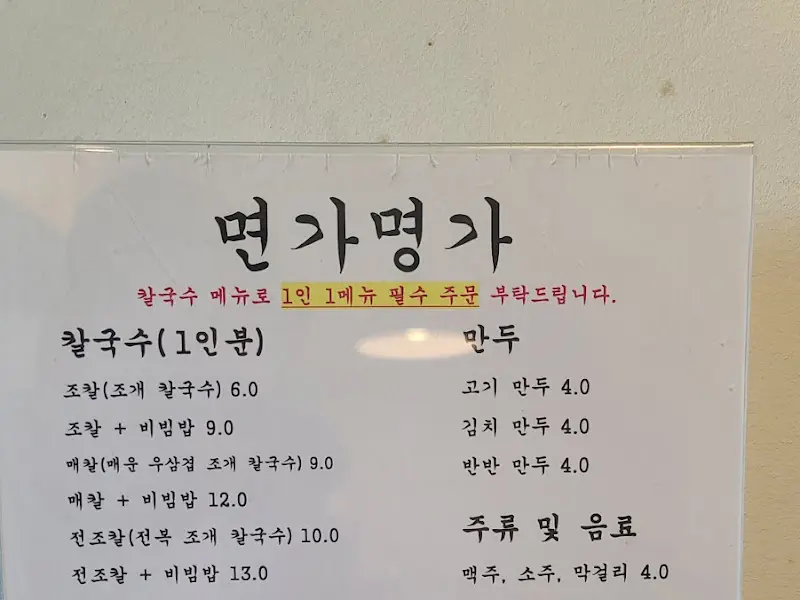 면가명가
칼국수 메뉴로 1인 1메뉴 필수 주문 부탁드립니다.
칼국수(1인분)
조칼(조개 칼국수) 6.0
조칼 + 비빔밥 9.0
매칼(매운 우삼겹 조개 칼국수) 9.0
매칼 + 비빔밥 12.0
전조칼(전복 조개 칼국수) 10.0
전조칼 + 비빔밥 13.0
만두
고기 만두 4.0
김치 만두 4.0
반반 만두 4.0
주류 및 음료
맥주, 소주, 막걸리 4.0